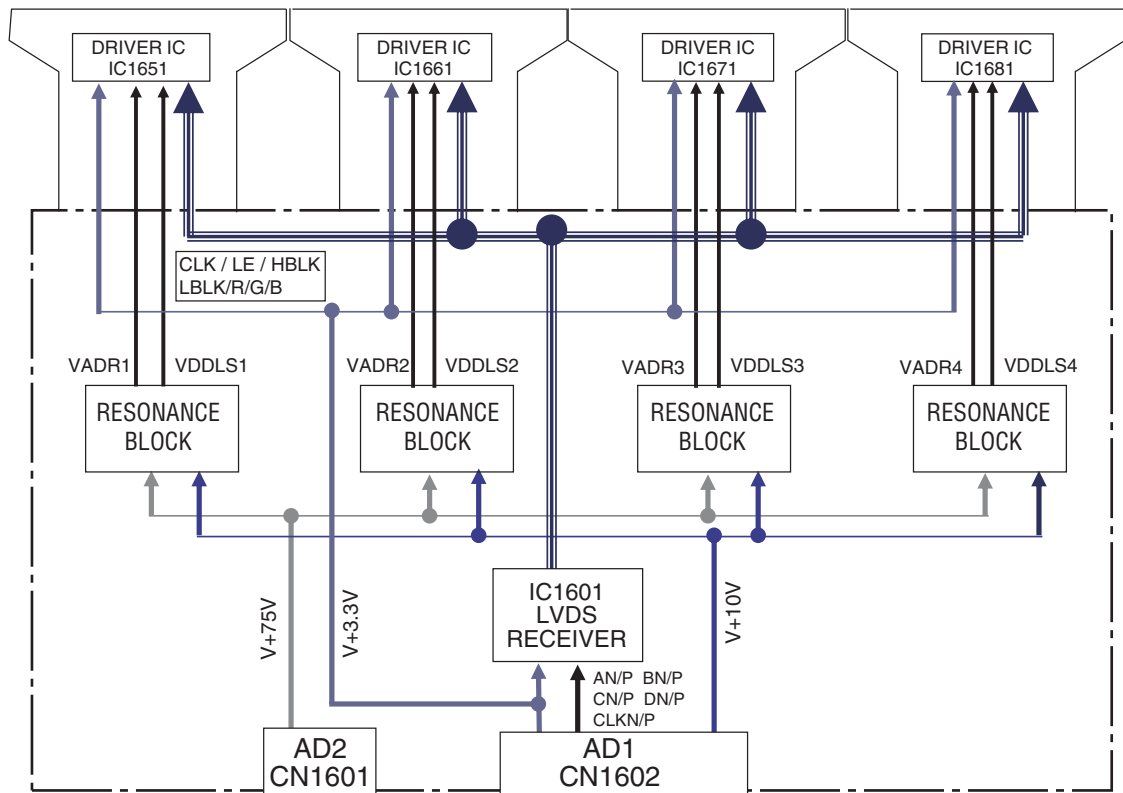 DRIVER IC
IC1651
DRIVER IC
IC1661
DRIVER IC
IC1671
DRIVER IC
IC1681
CLK / LE / HBLK
LBLK/R/G/B
VADR1
VDDLS1
VADR2
VDDLS2
VADR3
VDDLS3
VADR4
VDDLS4
RESONANCE
BLOCK
RESONANCE
BLOCK
RESONANCE
BLOCK
RESONANCE
BLOCK
V+75V
V+3.3V
IC1601
LVDS
RECEIVER
V+10V
AN/P BN/P
CN/P DN/P
CLKN/P
AD2
CN1601
AD1
CN1602